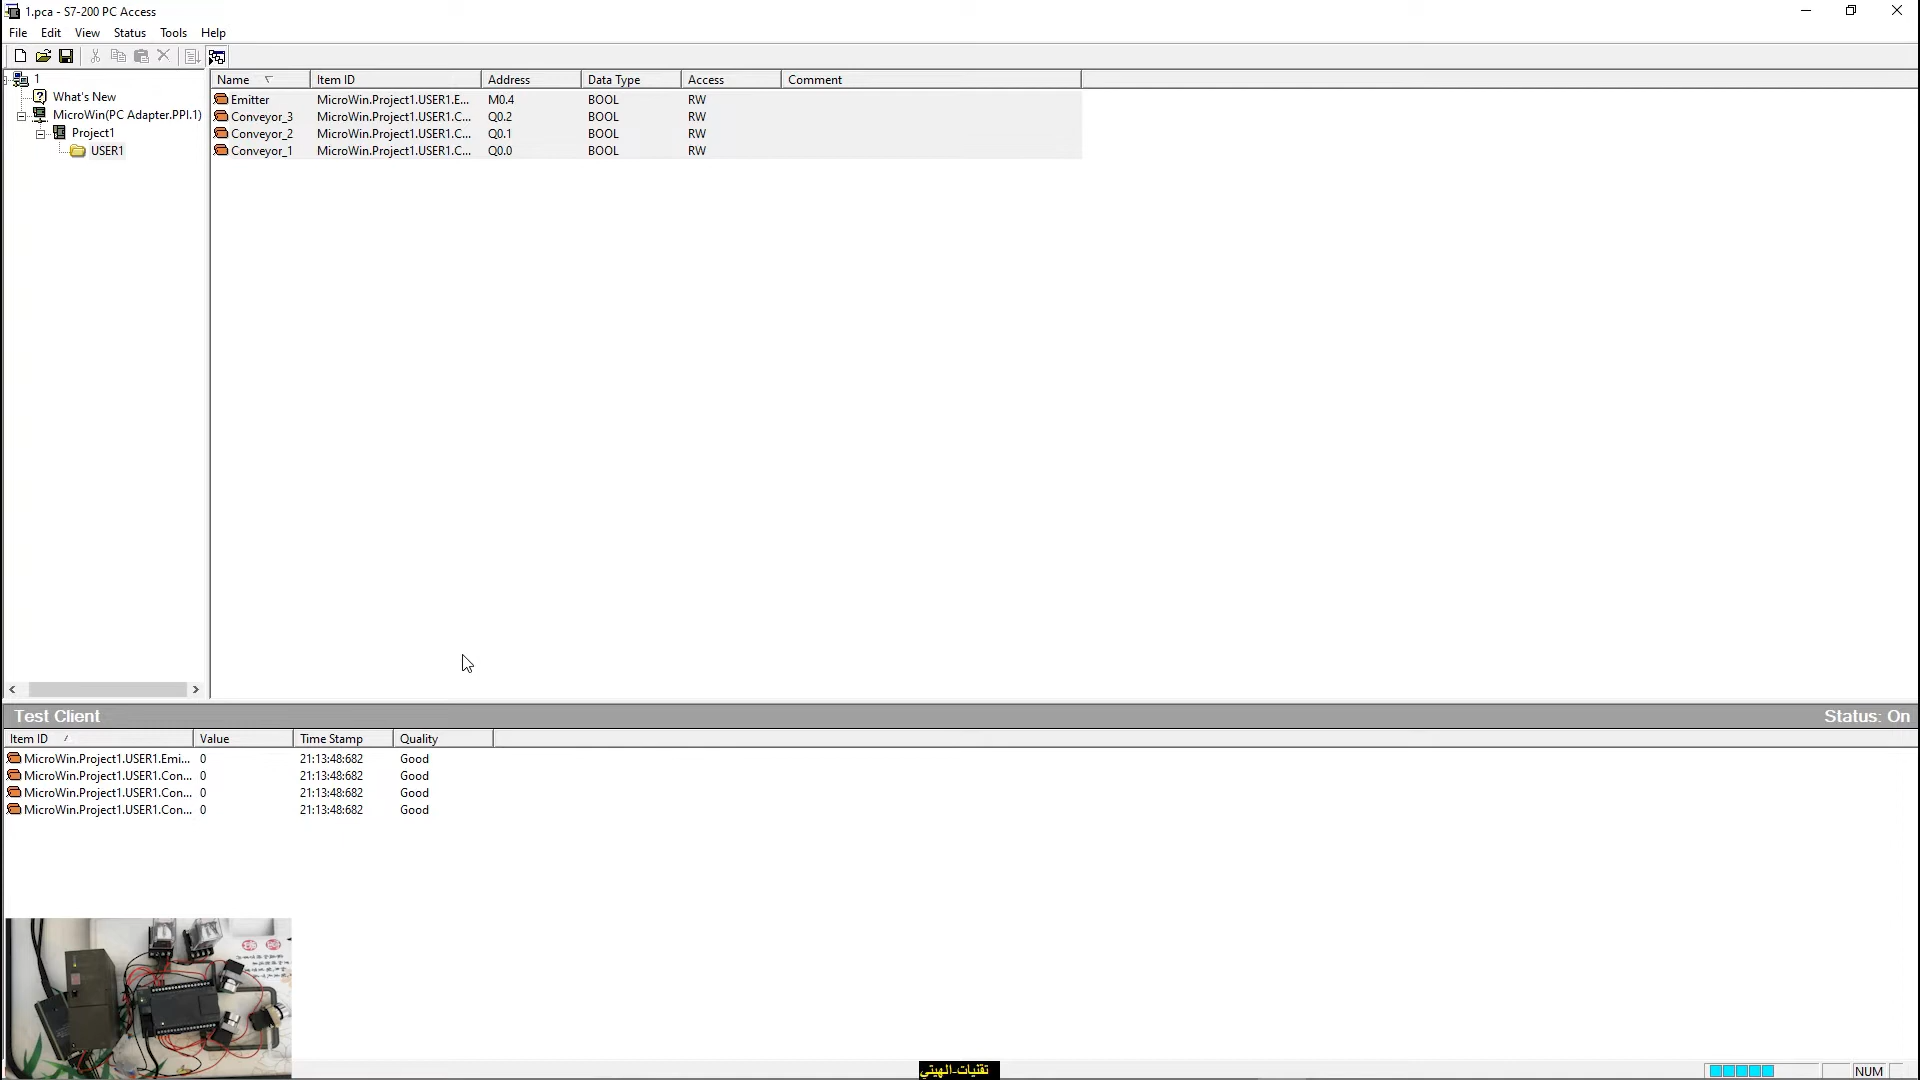 1.pca - S7-200 PC Access
File Edit View Status Tools Help
1
What's New
MicroWin(PC Adapter.PPI.1)
Project1
USER1
Name Item ID Address Data Type Access Comment
Emitter MicroWin.Project1.USER1.E... M0.4 BOOL RW
Conveyor_3 MicroWin.Project1.USER1.C... Q0.2 BOOL RW
Conveyor_2 MicroWin.Project1.USER1.C... Q0.1 BOOL RW
Conveyor_1 MicroWin.Project1.USER1.C... Q0.0 BOOL RW
Test Client Status: On
Item ID Value Time Stamp Quality
MicroWin.Project1.USER1.Emi... 0 21:13:48:682 Good
MicroWin.Project1.USER1.Con... 0 21:13:48:682 Good
MicroWin.Project1.USER1.Con... 0 21:13:48:682 Good
MicroWin.Project1.USER1.Con... 0 21:13:48:682 Good
تقنيات-الهيتي
NUM